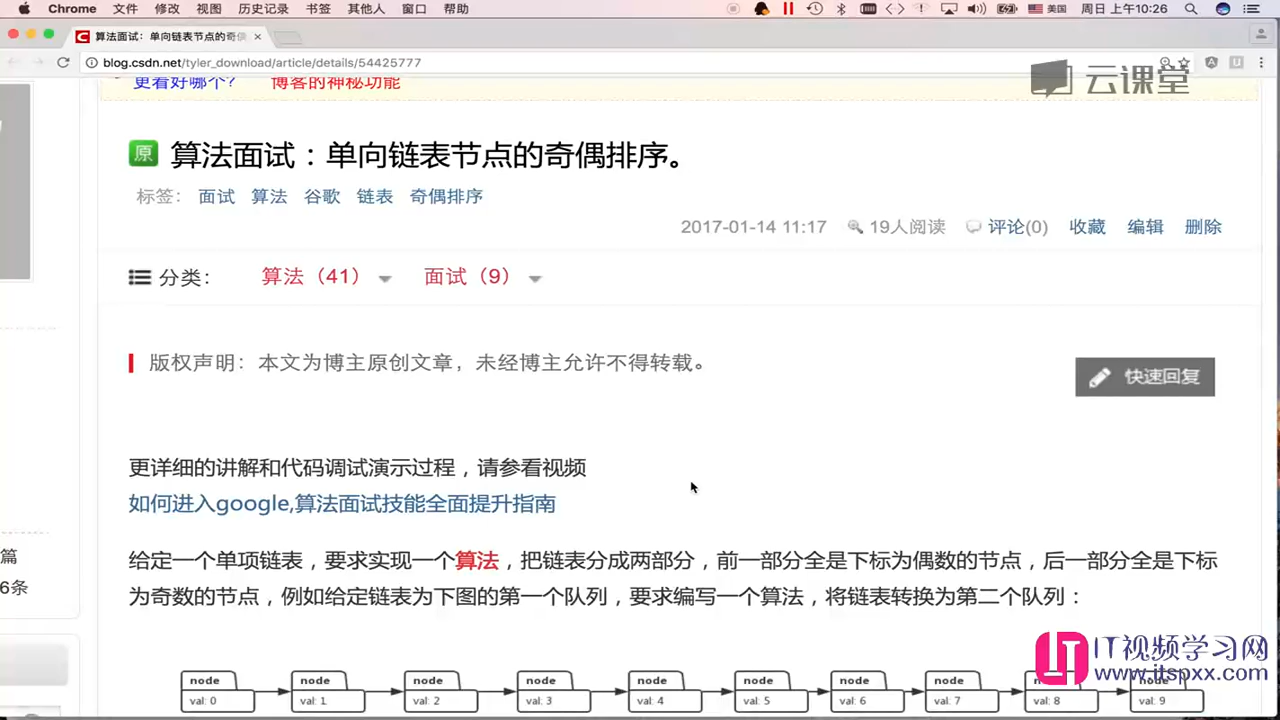 Chrome 文件 修改 视图 历史记录 书签 其他人 窗口 帮助 美国 周日 上午10:26
算法面试：单向链表节点的奇偶
blog.csdn.net/tyler_download/article/details/54425777
更看好哪个? 博客的神秘功能
云课堂
原 算法面试：单向链表节点的奇偶排序。
标签： 面试 算法 谷歌 链表 奇偶排序
2017-01-14 11:17 19人阅读 评论(0) 收藏 编辑 删除
分类： 算法（41） 面试（9）
版权声明：本文为博主原创文章，未经博主允许不得转载。
快速回复
更详细的讲解和代码调试演示过程，请参看视频
如何进入google,算法面试技能全面提升指南
给定一个单项链表，要求实现一个算法，把链表分成两部分，前一部分全是下标为偶数的节点，后一部分全是下标
篇
为奇数的节点，例如给定链表为下图的第一个队列，要求编写一个算法，将链表转换为第二个队列：
6条
IT视频学习网
www.itspxx.com
node node node node node node node node node node
val: 0 val: 1 val: 2 val: 3 val: 4 val: 5 val: 6 val: 7 val: 8 val: 9